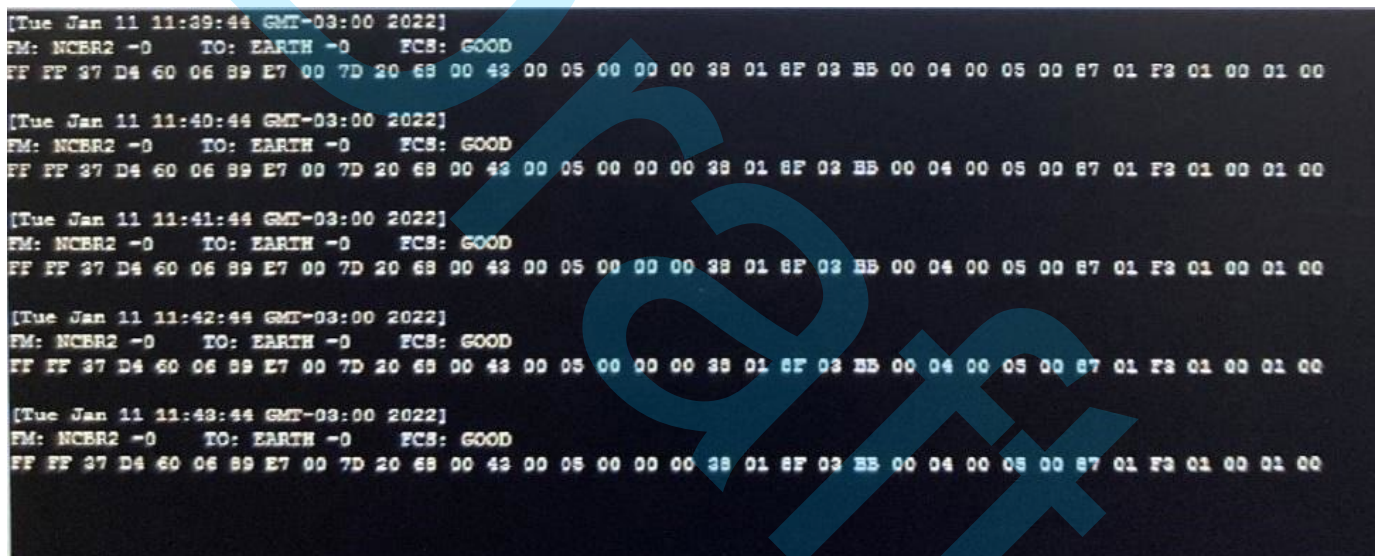 [Tue Jan 11 11:39:44 GMT-03:00 2022]
FM: NCBR2 -0 TO: EARTH -0 FCS: GOOD
FF FF 37 D4 60 06 89 E7 00 7D 20 68 00 43 00 05 00 00 00 38 01 8F 03 BB 00 04 00 05 00 87 01 F3 01 00 01 00
[Tue Jan 11 11:40:44 GMT-03:00 2022]
FM: NCBR2 -0 TO: EARTH -0 FCS: GOOD
FF FF 37 D4 60 06 89 E7 00 7D 20 68 00 43 00 05 00 00 00 38 01 8F 03 BB 00 04 00 05 00 87 01 F3 01 00 01 00
[Tue Jan 11 11:41:44 GMT-03:00 2022]
FM: NCBR2 -0 TO: EARTH -0 FCS: GOOD
FF FF 37 D4 60 06 89 E7 00 7D 20 68 00 43 00 05 00 00 00 38 01 8F 03 BB 00 04 00 05 00 87 01 F3 01 00 01 00
[Tue Jan 11 11:42:44 GMT-03:00 2022]
FM: NCBR2 -0 TO: EARTH -0 FCS: GOOD
FF FF 37 D4 60 06 89 E7 00 7D 20 68 00 43 00 05 00 00 00 38 01 8F 03 BB 00 04 00 05 00 87 01 F3 01 00 01 00
[Tue Jan 11 11:43:44 GMT-03:00 2022]
FM: NCBR2 -0 TO: EARTH -0 FCS: GOOD
FF FF 37 D4 60 06 89 E7 00 7D 20 68 00 43 00 05 00 00 00 38 01 8F 03 BB 00 04 00 05 00 87 01 F3 01 00 01 00
Draft